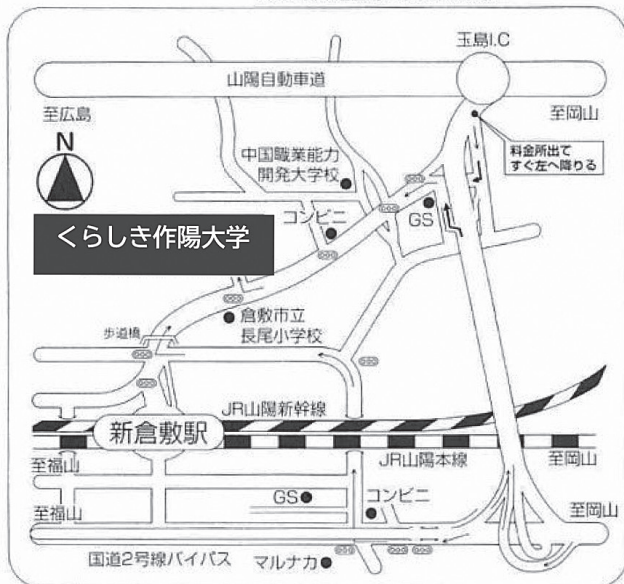 玉島I.C
山陽自動車道
至広島
至岡山
N
料金所出て
すぐ左へ降りる
中国職業能力
開発大学校
コンビニ
GS
くらしき作陽大学
倉敷市立
長尾小学校
歩道橋
JR山陽新幹線
新倉敷駅
至福山
JR山陽本線
至岡山
GS
コンビニ
至福山
至岡山
国道2号線バイパス
マルナカ